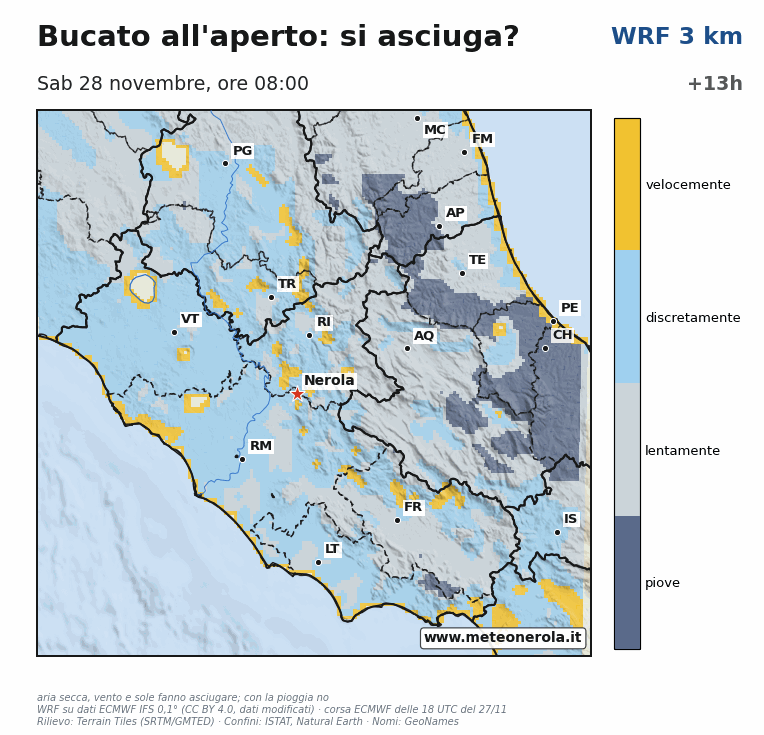 Bucato all'aperto: si asciuga?
WRF 3 km
Sab 28 novembre, ore 08:00
+13h
MC
FM
PG
AP
TE
TR
PE
VT
RI
AQ
CH
Nerola
RM
FR
IS
LT
www.meteonerola.it
velocemente
discretamente
lentamente
piove
aria secca, vento e sole fanno asciugare; con la pioggia no
WRF su dati ECMWF IFS 0,1° (CC BY 4.0, dati modificati) · corsa ECMWF delle 18 UTC del 27/11
Rilievo: Terrain Tiles (SRTM/GMTED) · Confini: ISTAT, Natural Earth · Nomi: GeoNames